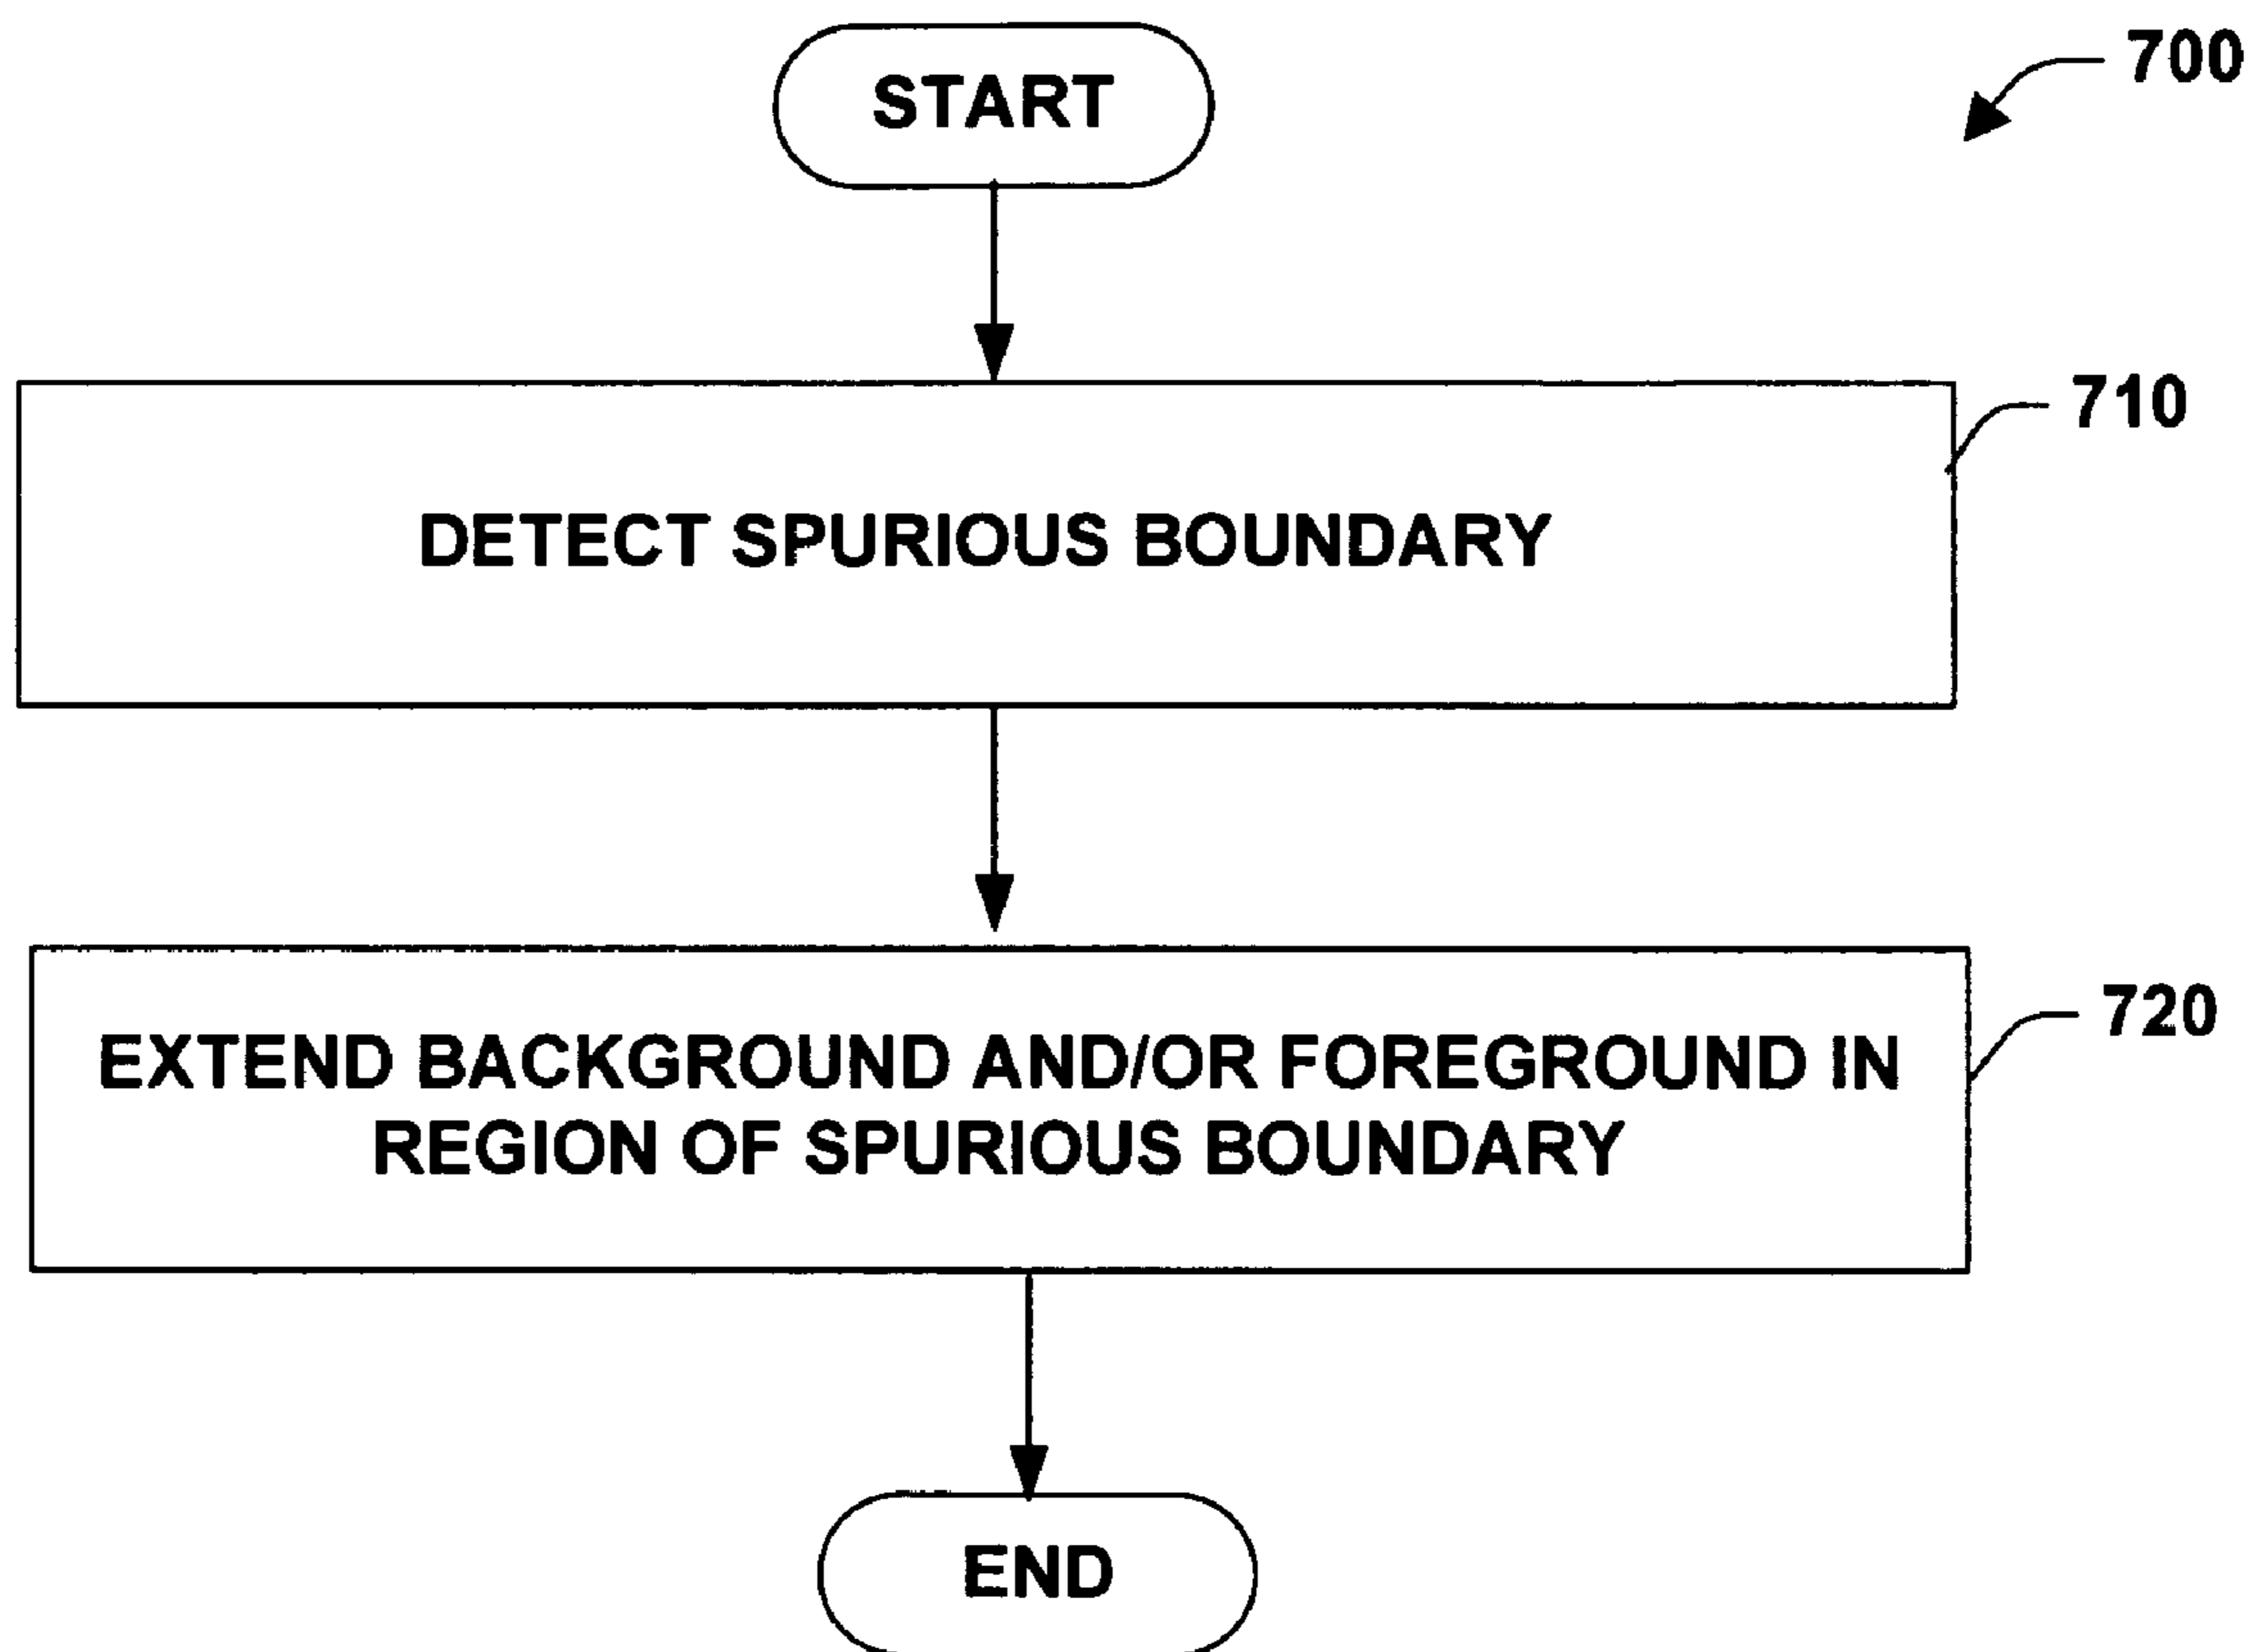 START
700
710
DETECT SPURIOUS BOUNDARY
720
EXTEND BACKGROUND AND/OR FOREGROUND IN
REGION OF SPURIOUS BOUNDARY
END